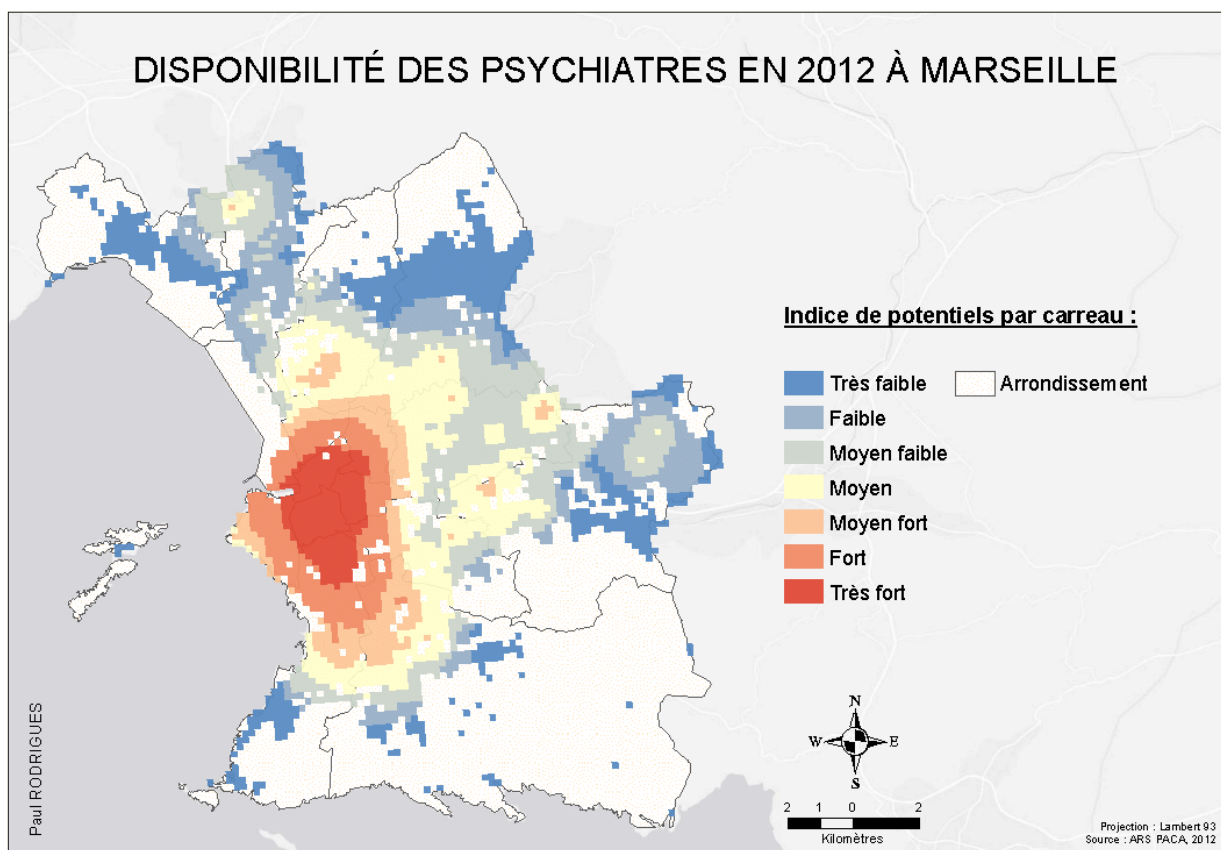 DISPONIBILITÉ DES PSYCHIATRES EN 2012 À MARSEILLE
Indice de potentiels par carreau :
Très faible
Arrondissement
Faible
Moyen faible
Moyen
Moyen fort
Fort
Très fort
N
W E
S
2 1 0 2
Kilomètres
Projection : Lambert 93
Source : ARS PACA, 2012
Paul RODRIGUES